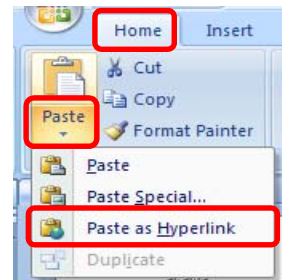 Home Insert
Cut
Copy
Paste
Format Painter
Paste
Paste Special...
Paste as Hyperlink
Duplicate